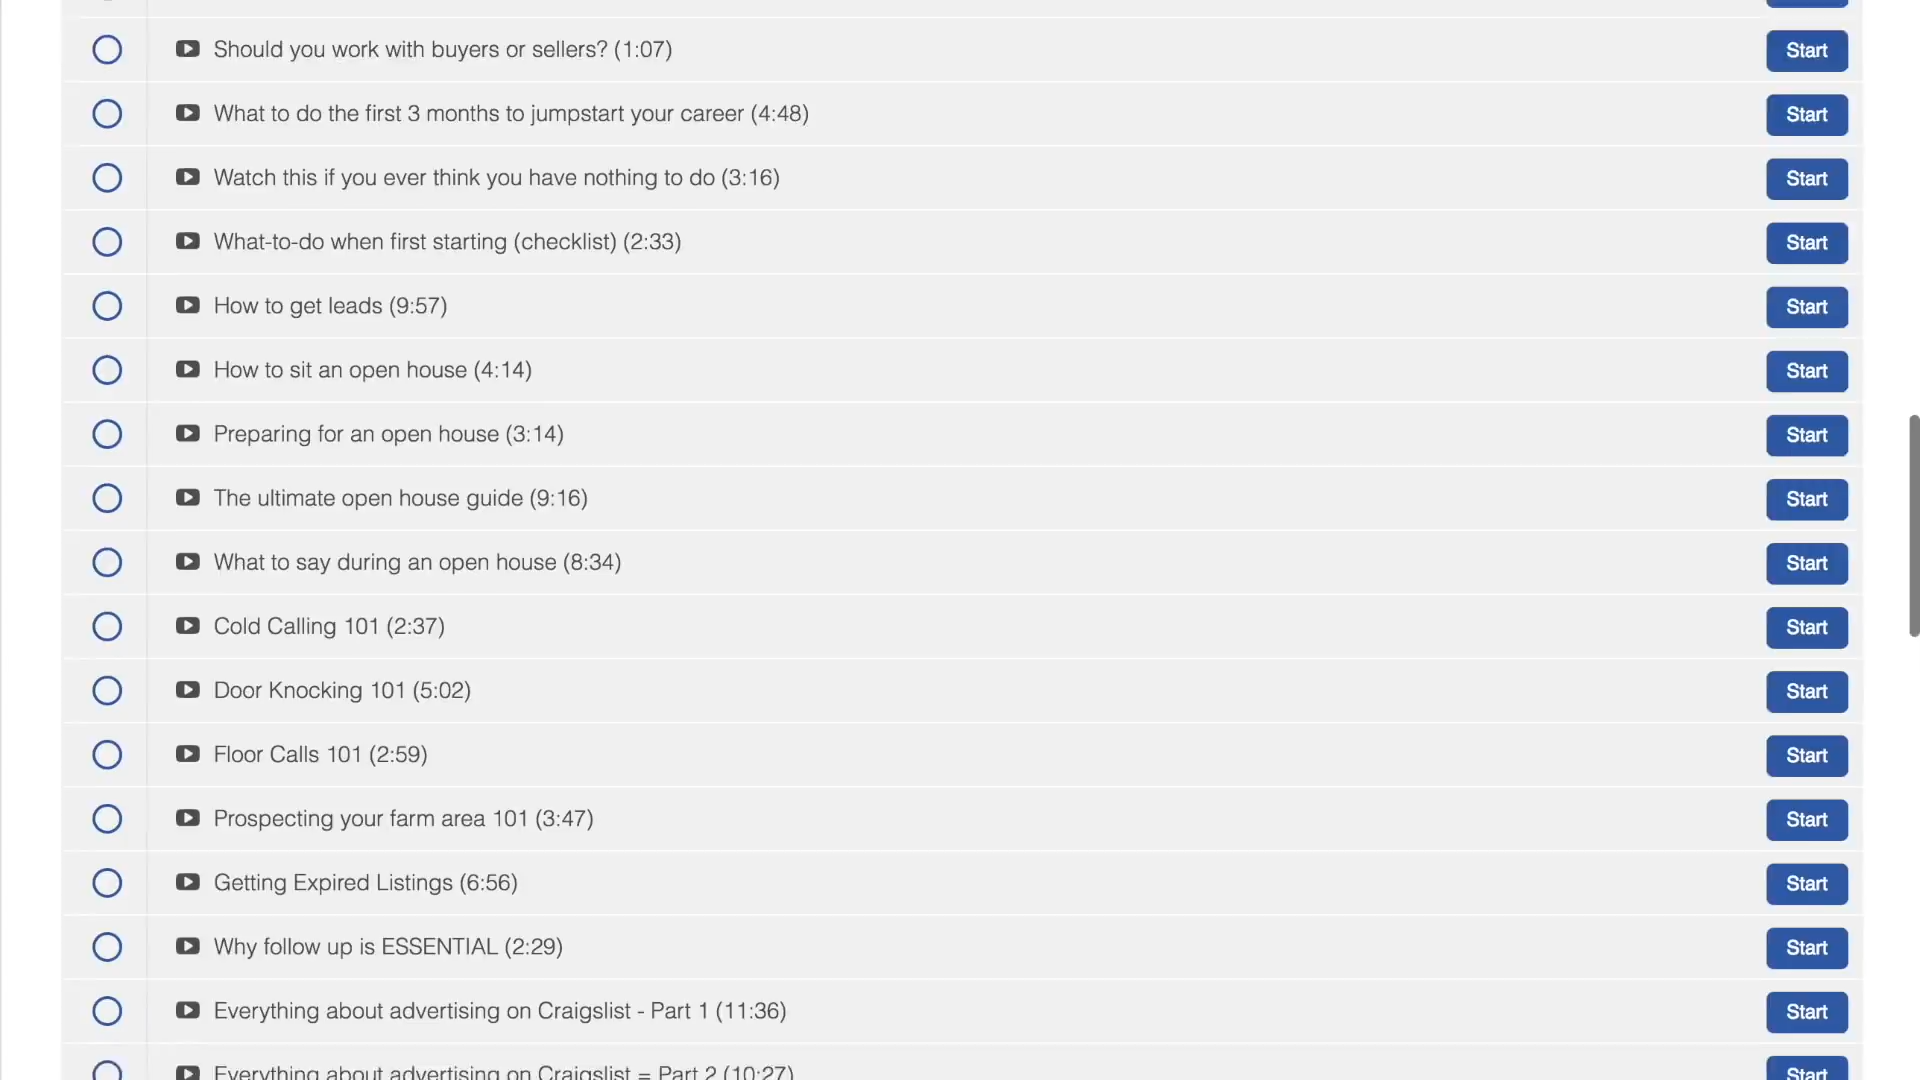 Should you work with buyers or sellers? (1:07) Start
What to do the first 3 months to jumpstart your career (4:48) Start
Watch this if you ever think you have nothing to do (3:16) Start
What-to-do when first starting (checklist) (2:33) Start
How to get leads (9:57) Start
How to sit an open house (4:14) Start
Preparing for an open house (3:14) Start
The ultimate open house guide (9:16) Start
What to say during an open house (8:34) Start
Cold Calling 101 (2:37) Start
Door Knocking 101 (5:02) Start
Floor Calls 101 (2:59) Start
Prospecting your farm area 101 (3:47) Start
Getting Expired Listings (6:56) Start
Why follow up is ESSENTIAL (2:29) Start
Everything about advertising on Craigslist - Part 1 (11:36) Start
Everything about advertising on Craigslist = Part 2 (10:27) Start